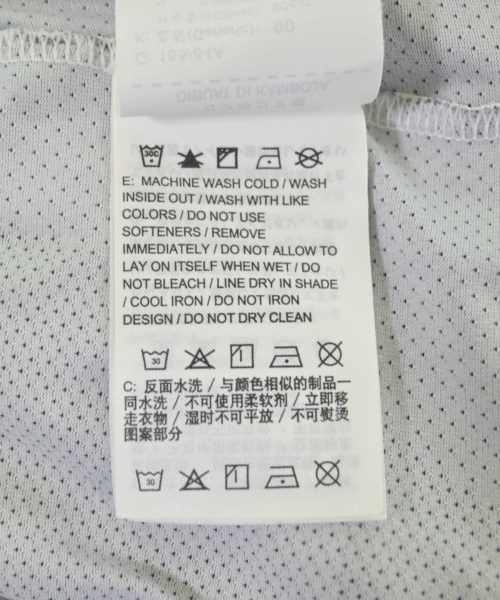 30C
E: MACHINE WASH COLD / WASH
INSIDE OUT / WASH WITH LIKE
COLORS / DO NOT USE
SOFTENERS / REMOVE
IMMEDIATELY / DO NOT ALLOW TO
LAY ON ITSELF WHEN WET / DO
NOT BLEACH / LINE DRY IN SHADE
/ COOL IRON / DO NOT IRON
DESIGN / DO NOT DRY CLEAN
30
C: 反面水洗 / 与颜色相似的制品一
同水洗 / 不可使用柔软剂 / 立即移
走衣物 / 湿时不可平放 / 不可熨烫
图案部分
30